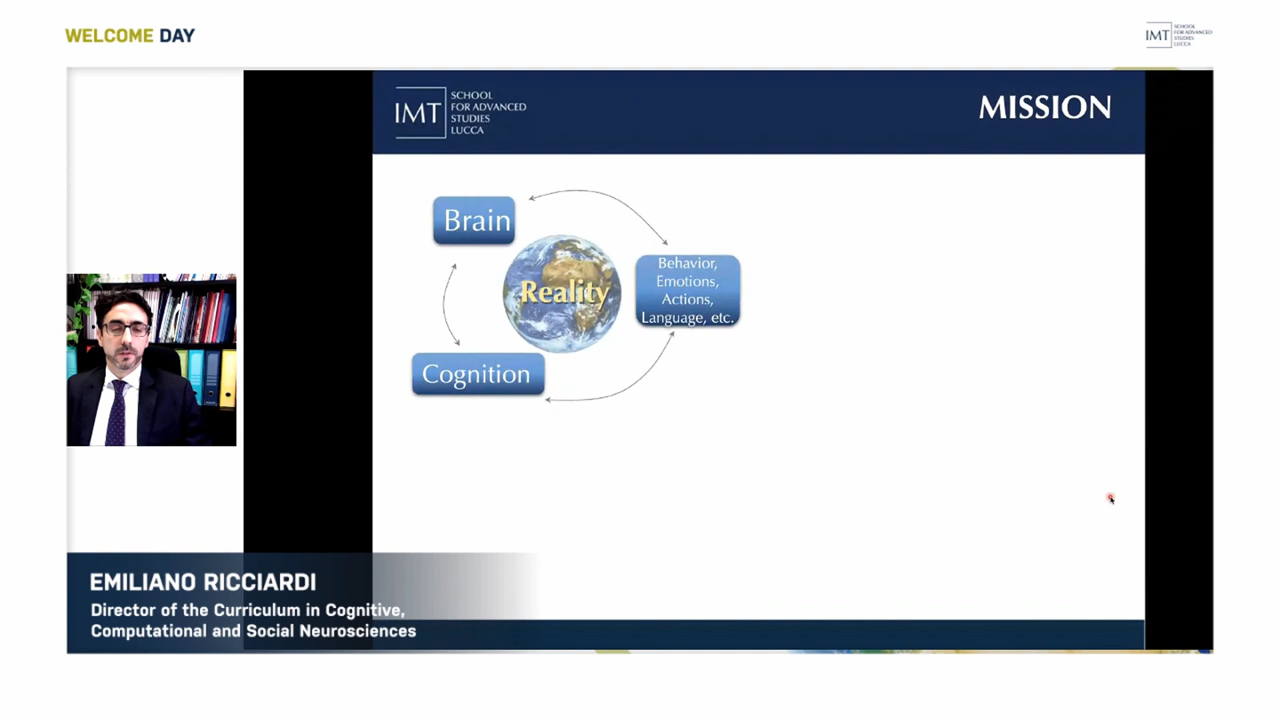 WELCOME DAY
IMT
SCHOOL
FOR ADVANCED
STUDIES
LUCCA
IMT
SCHOOL
FOR ADVANCED
STUDIES
LUCCA
MISSION
Brain
Reality
Behavior,
Emotions,
Actions,
Language, etc.
Cognition
EMILIANO RICCIARDI
Director of the Curriculum in Cognitive,
Computational and Social Neurosciences